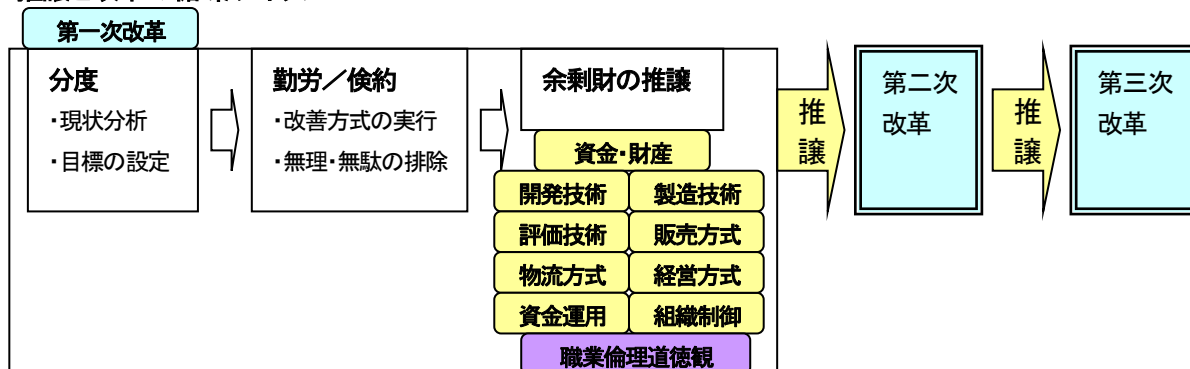 第一次改革
分度
・現状分析
・目標の設定
勤労／倹約
・改善方式の実行
・無理・無駄の排除
余剰財の推譲
資金・財産
開発技術
製造技術
評価技術
販売方式
物流方式
経営方式
資金運用
組織制御
職業倫理道徳観
推
譲
第二次
改革
推
譲
第三次
改革